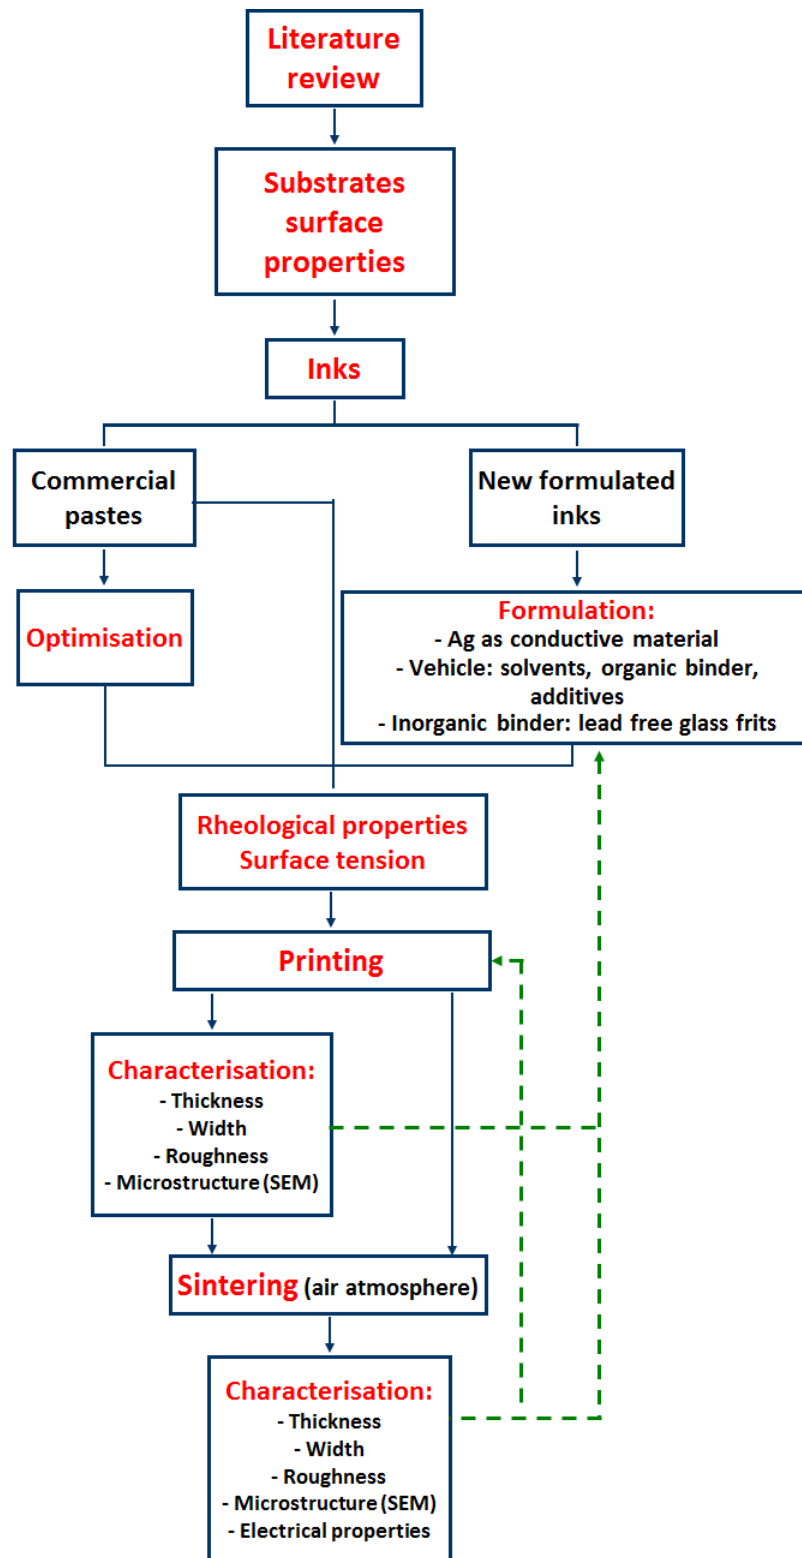 Literature
review
Substrates
surface
properties
Inks
Commercial
pastes
New formulated
inks
Optimisation
Formulation:
- Ag as conductive material
- Vehicle: solvents, organic binder,
additives
- Inorganic binder: lead free glass frits
Rheological properties
Surface tension
Printing
Characterisation:
- Thickness
- Width
- Roughness
- Microstructure (SEM)
Sintering (air atmosphere)
Characterisation:
- Thickness
- Width
- Roughness
- Microstructure (SEM)
- Electrical properties